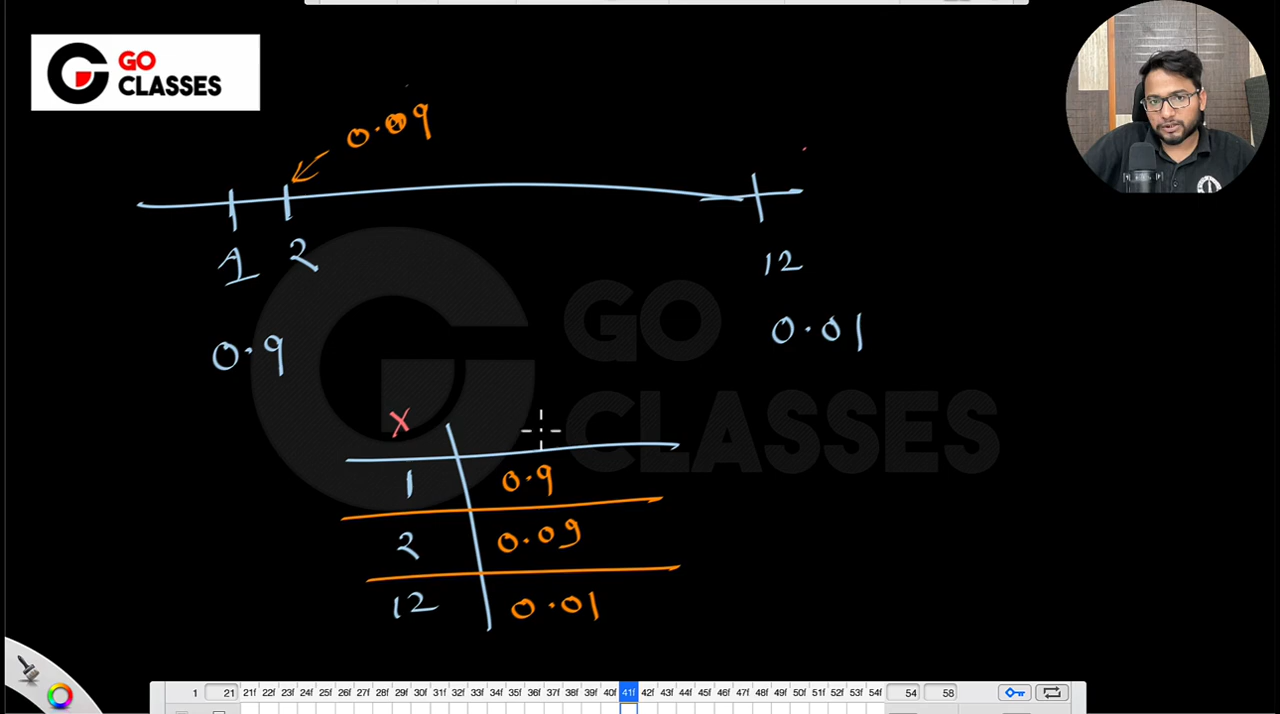 GO
CLASSES
0.09
1 2 12
0.9 0.01
GO
CLASSES
X
1 0.9
2 0.09
12 0.01
1 21 21f 22f 23f 24f 25f 26f 27f 28f 29f 30f 31f 32f 33f 34f 35f 36f 37f 38f 39f 40f 41f 42f 43f 44f 45f 46f 47f 48f 49f 50f 51f 52f 53f 54f 54 58